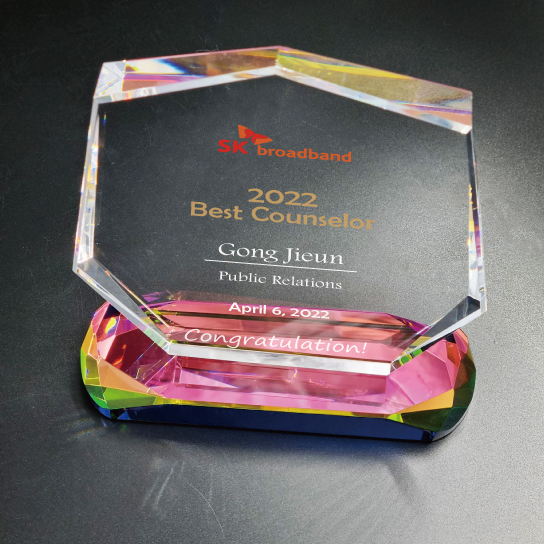 SK broadband
2022
Best Counselor
Gong Jieun
Public Relations
April 6, 2022
Congratulation!